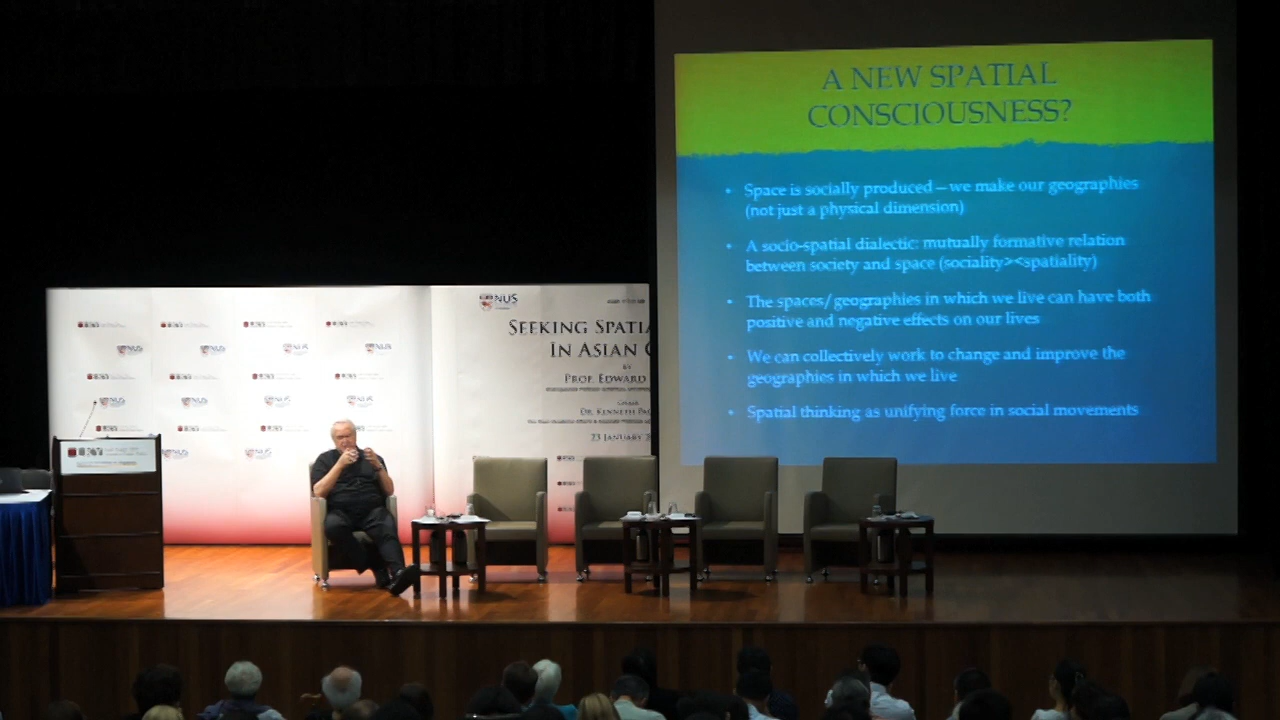 A NEW SPATIAL
CONSCIOUSNESS?
• Space is socially produced – we make our geographies
(not just a physical dimension)
• A socio-spatial dialectic: mutually formative relation
between society and space (sociality><spatiality)
• The spaces/geographies in which we live can have both
positive and negative effects on our lives
• We can collectively work to change and improve the
geographies in which we live
• Spatial thinking as unifying force in social movements
NUS
SEEKING SPATIA
IN ASIAN
BY
PROF. EDWARD
CHAIR
DR. KENNETH
23 JANUARY